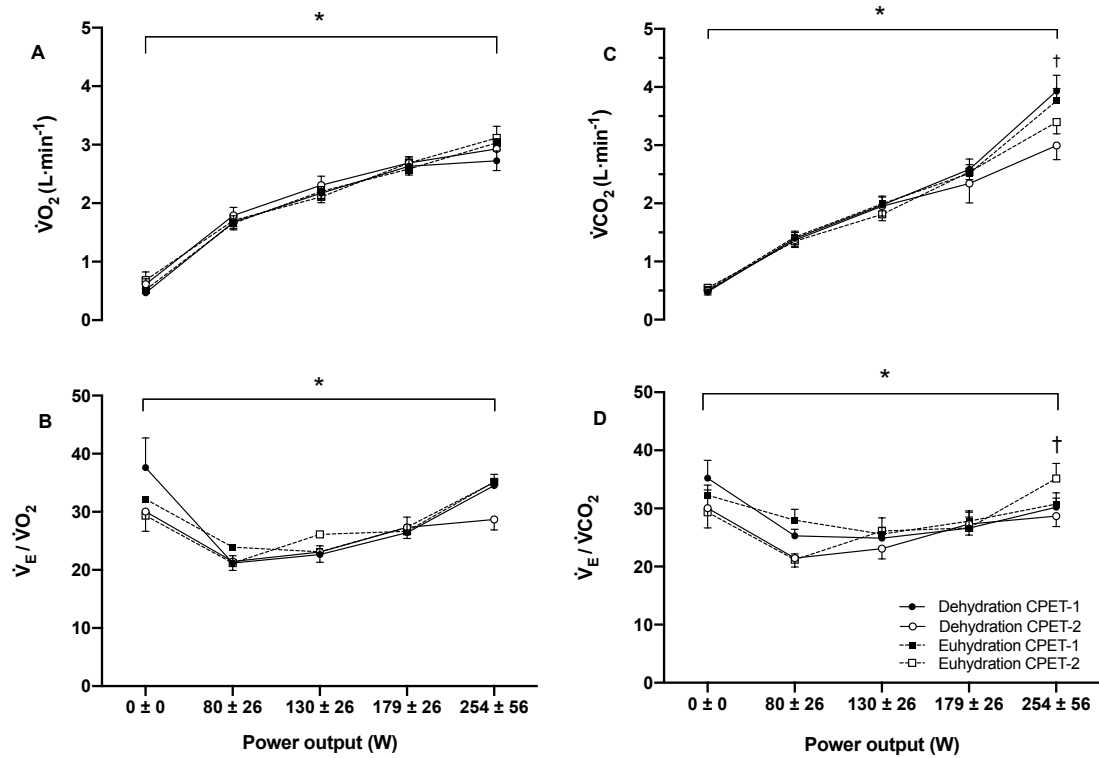 A
*
5
4
3
2
1
0
V̇O₂ (L·min⁻¹)
C
*
†
5
4
3
2
1
0
V̇CO₂ (L·min⁻¹)
B
*
50
40
30
20
10
0
V̇E / V̇O₂
0 ± 0 80 ± 26 130 ± 26 179 ± 26 254 ± 56
Power output (W)
D
*
†
50
40
30
20
10
0
V̇E / V̇CO₂
Dehydration CPET-1
Dehydration CPET-2
Euhydration CPET-1
Euhydration CPET-2
0 ± 0 80 ± 26 130 ± 26 179 ± 26 254 ± 56
Power output (W)